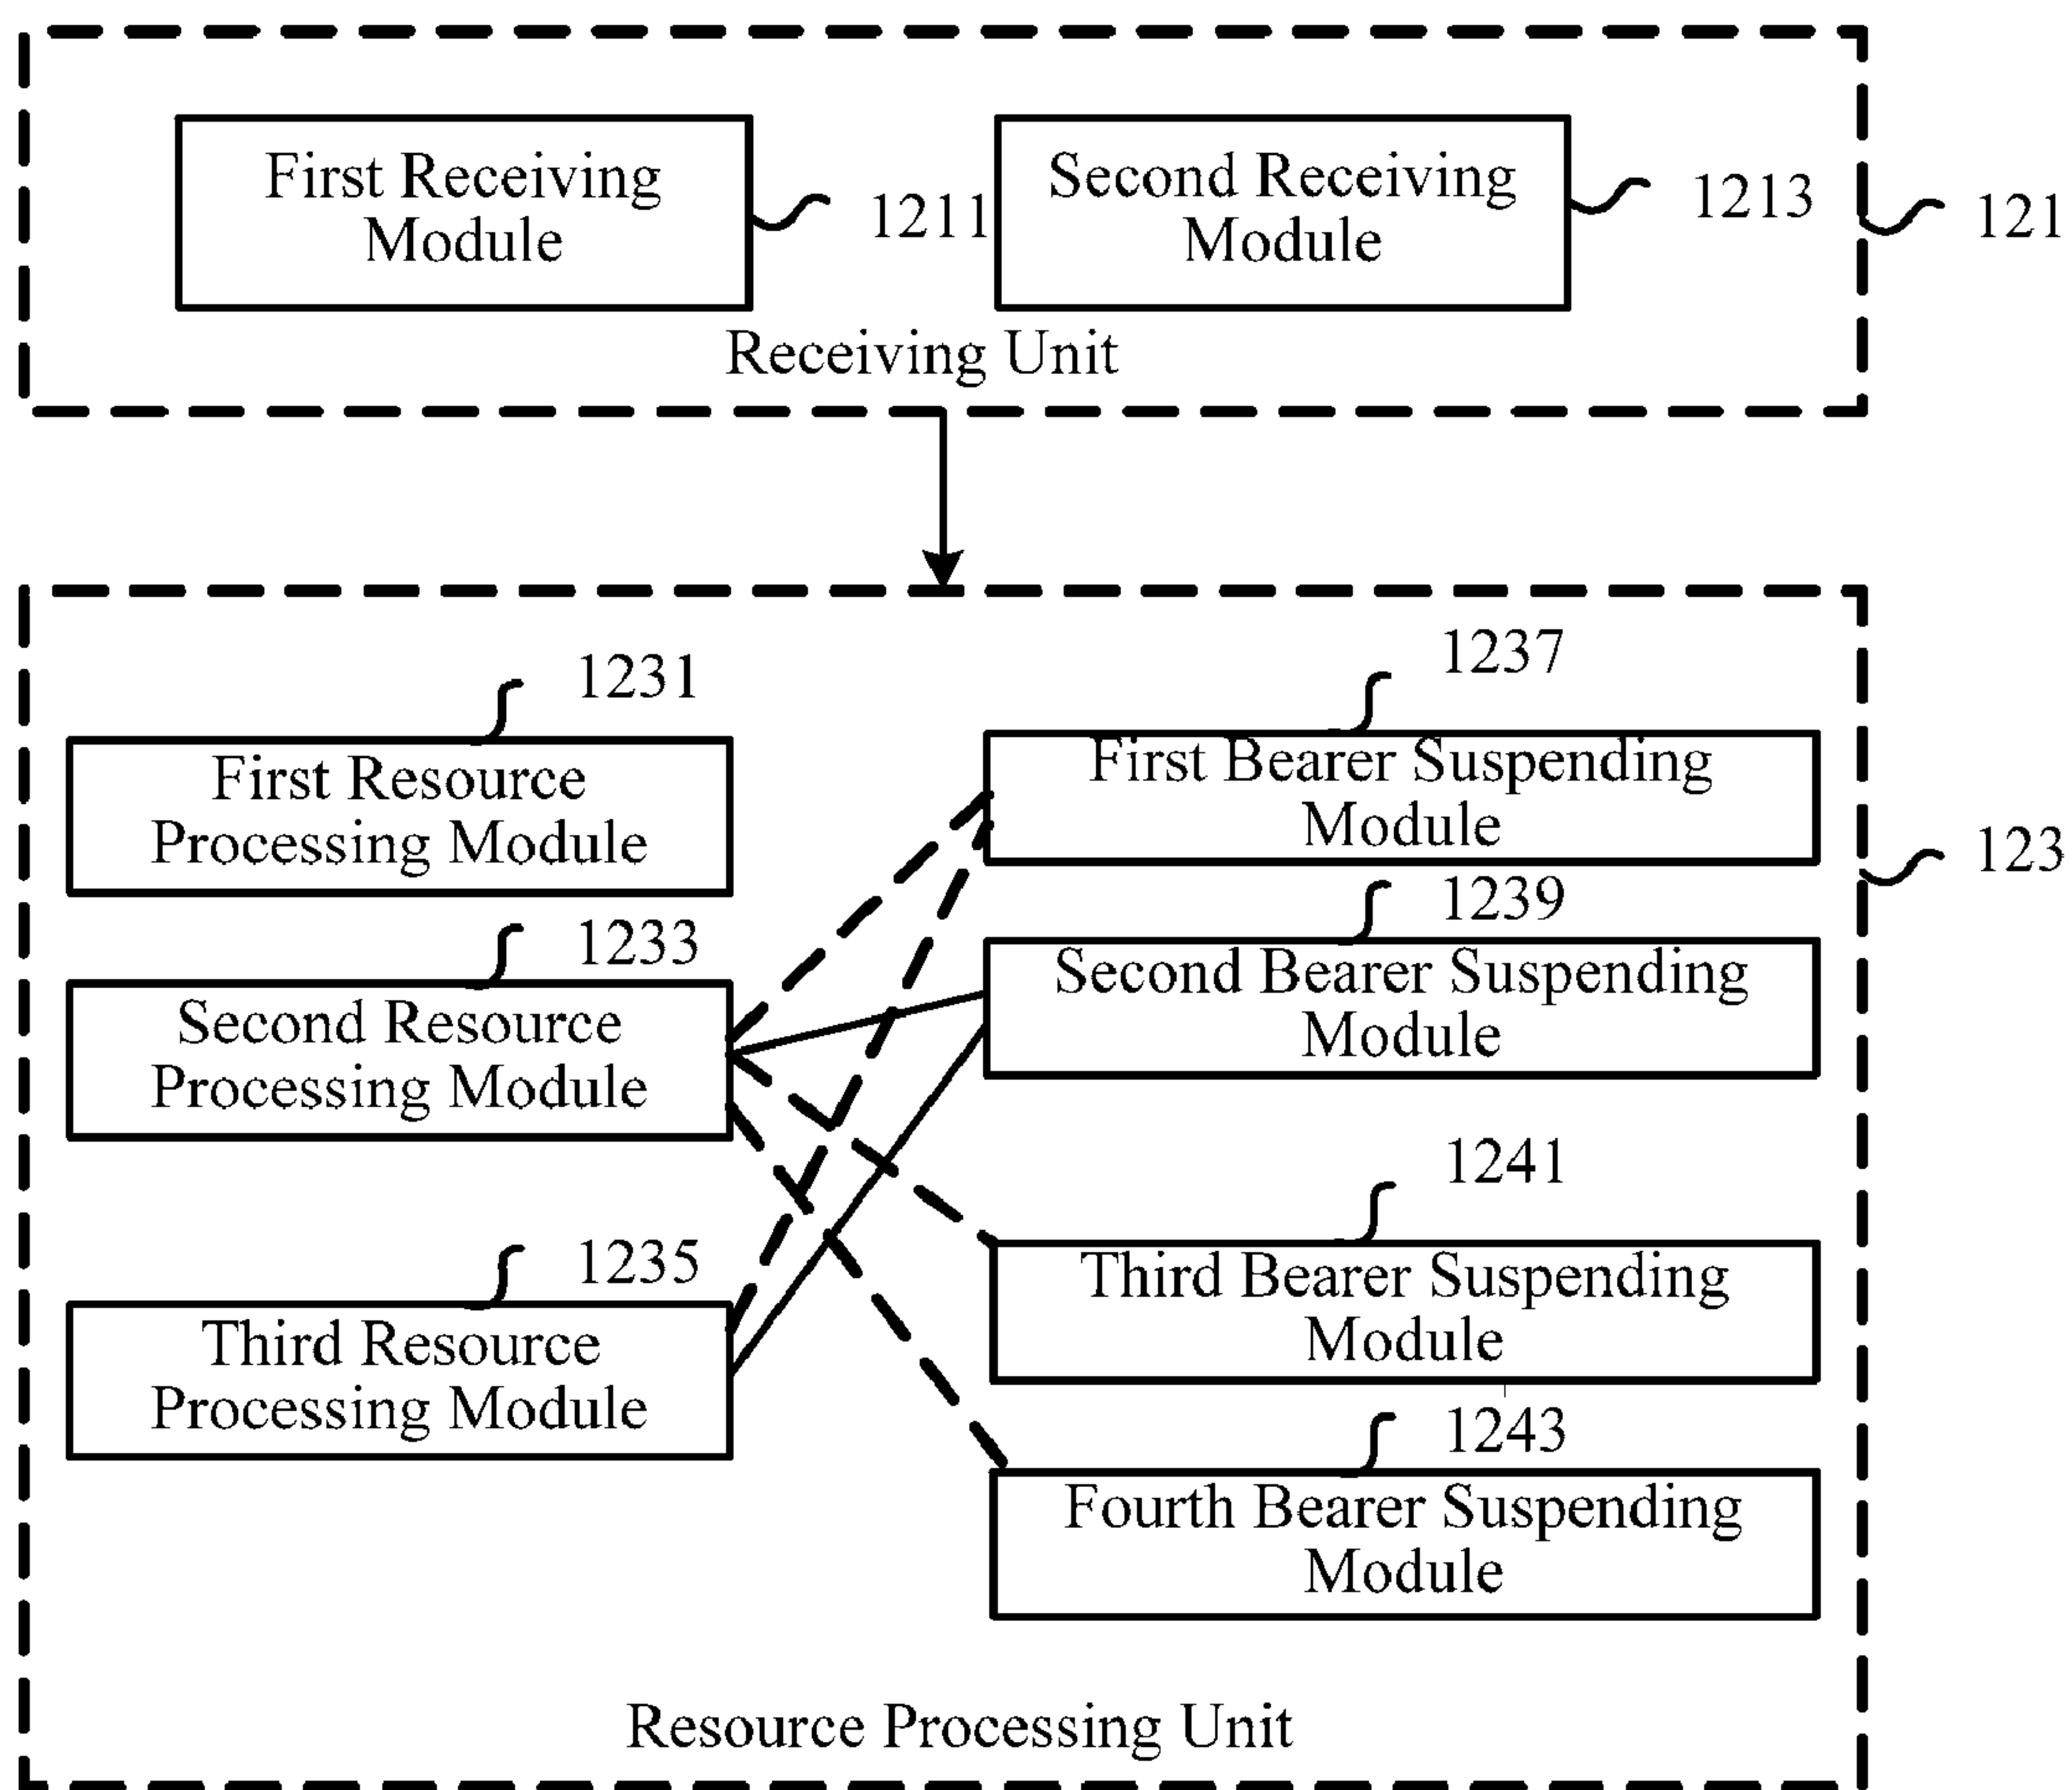 First Receiving
Module
1211
Second Receiving
Module
1213
121
Receiving Unit
1231
First Resource
Processing Module
1237
First Bearer Suspending
Module
123
1233
Second Resource
Processing Module
1239
Second Bearer Suspending
Module
1241
Third Bearer Suspending
Module
1235
Third Resource
Processing Module
1243
Fourth Bearer Suspending
Module
Resource Processing Unit